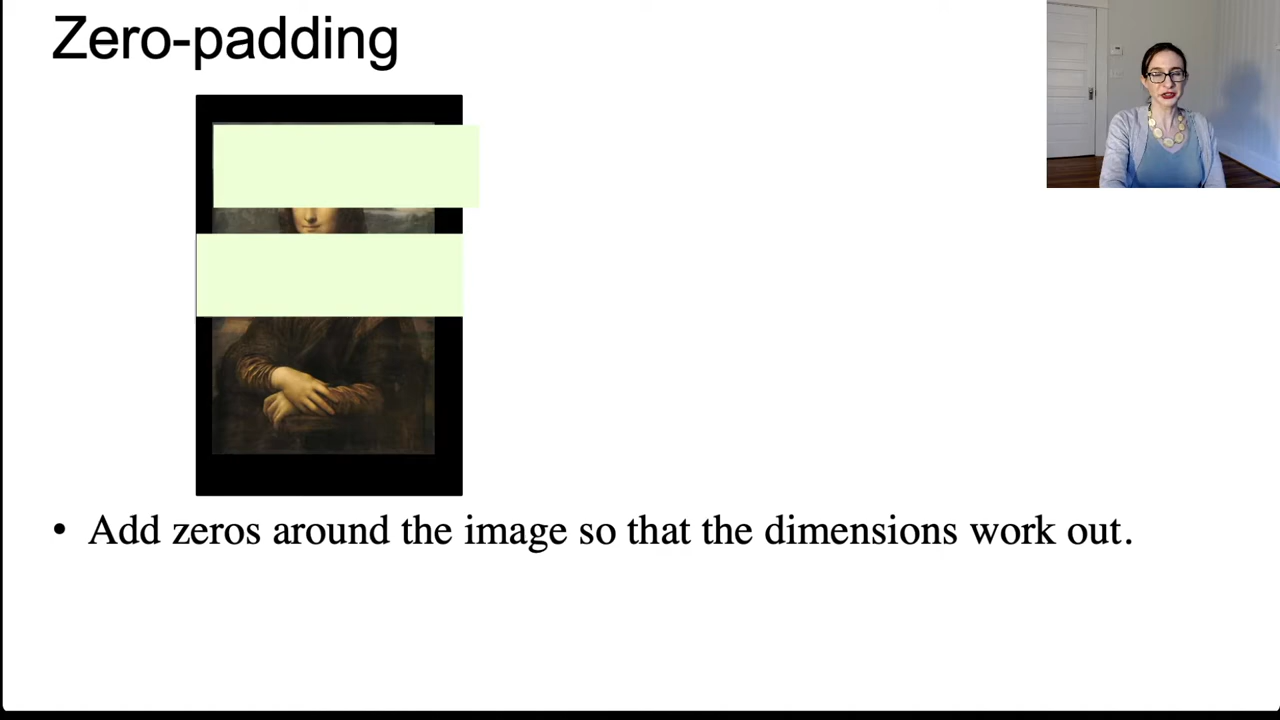 Zero-padding
• Add zeros around the image so that the dimensions work out.